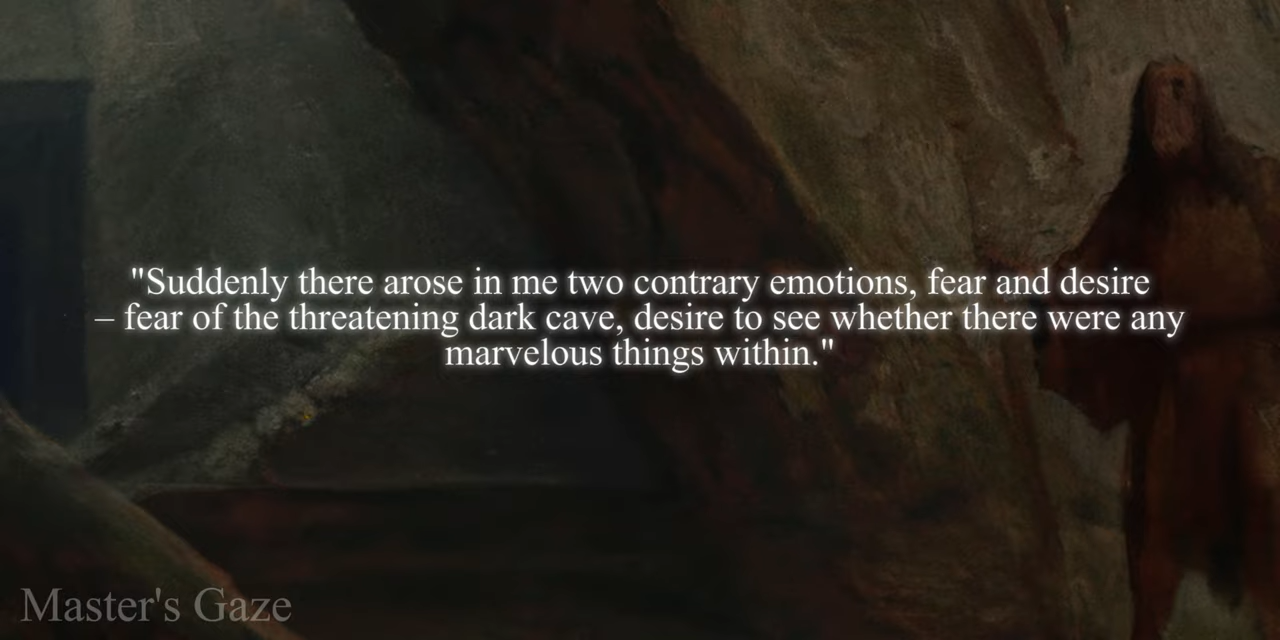 "Suddenly there arose in me two contrary emotions, fear and desire
– fear of the threatening dark cave, desire to see whether there were any
marvelous things within."
Master's Gaze